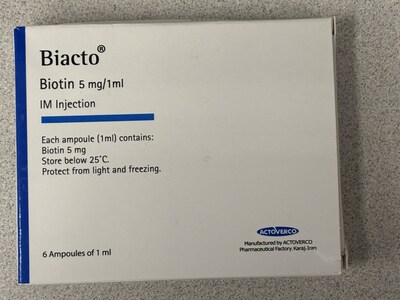 Biacto®
Biotin 5 mg/1ml
IM Injection
Each ampoule (1ml) contains:
Biotin 5 mg
Store below 25°C.
Protect from light and freezing.
ACTOVERCO
Manufactured by ACTOVERCO
Pharmaceutical Factory, Karaj, Iran
6 Ampoules of 1 ml